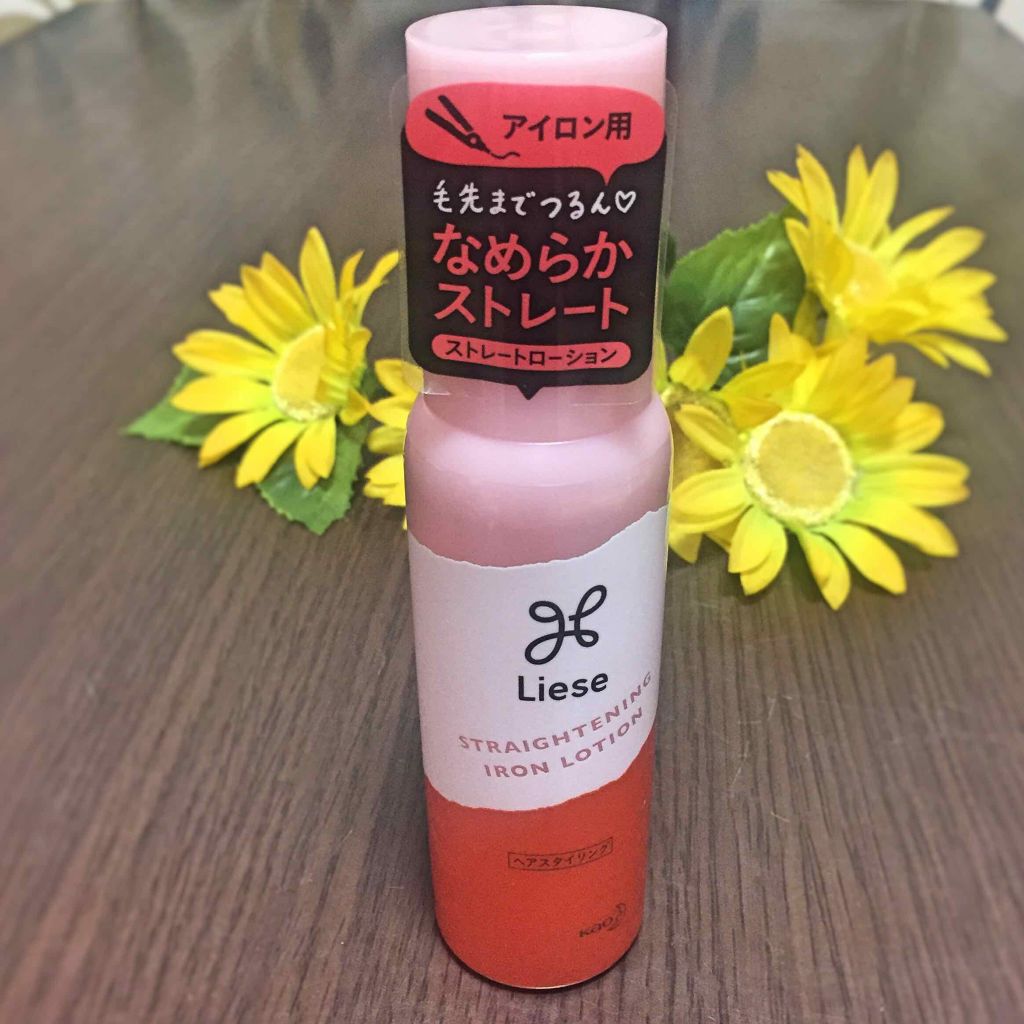 アイロン用
毛先までつるん♡
なめらか
ストレート
ストレートローション
Liese
STRAIGHTENING
IRON LOTION
ヘアスタイリング
Kao